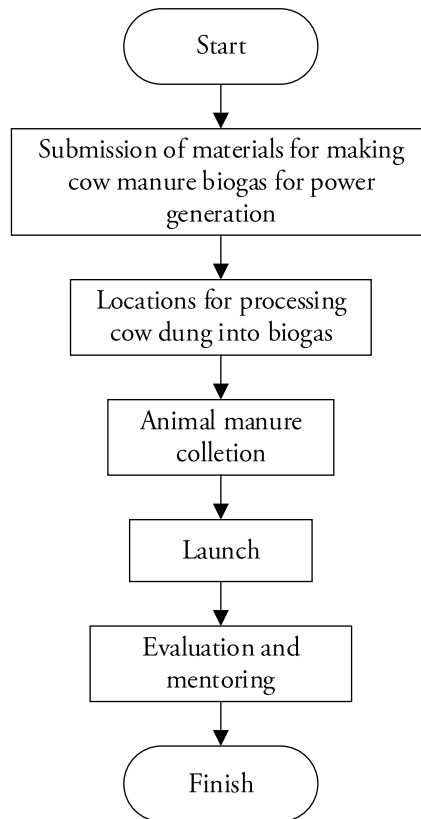 Start
Submission of materials for making
cow manure biogas for power
generation
Locations for processing
cow dung into biogas
Animal manure
colletion
Launch
Evaluation and
mentoring
Finish